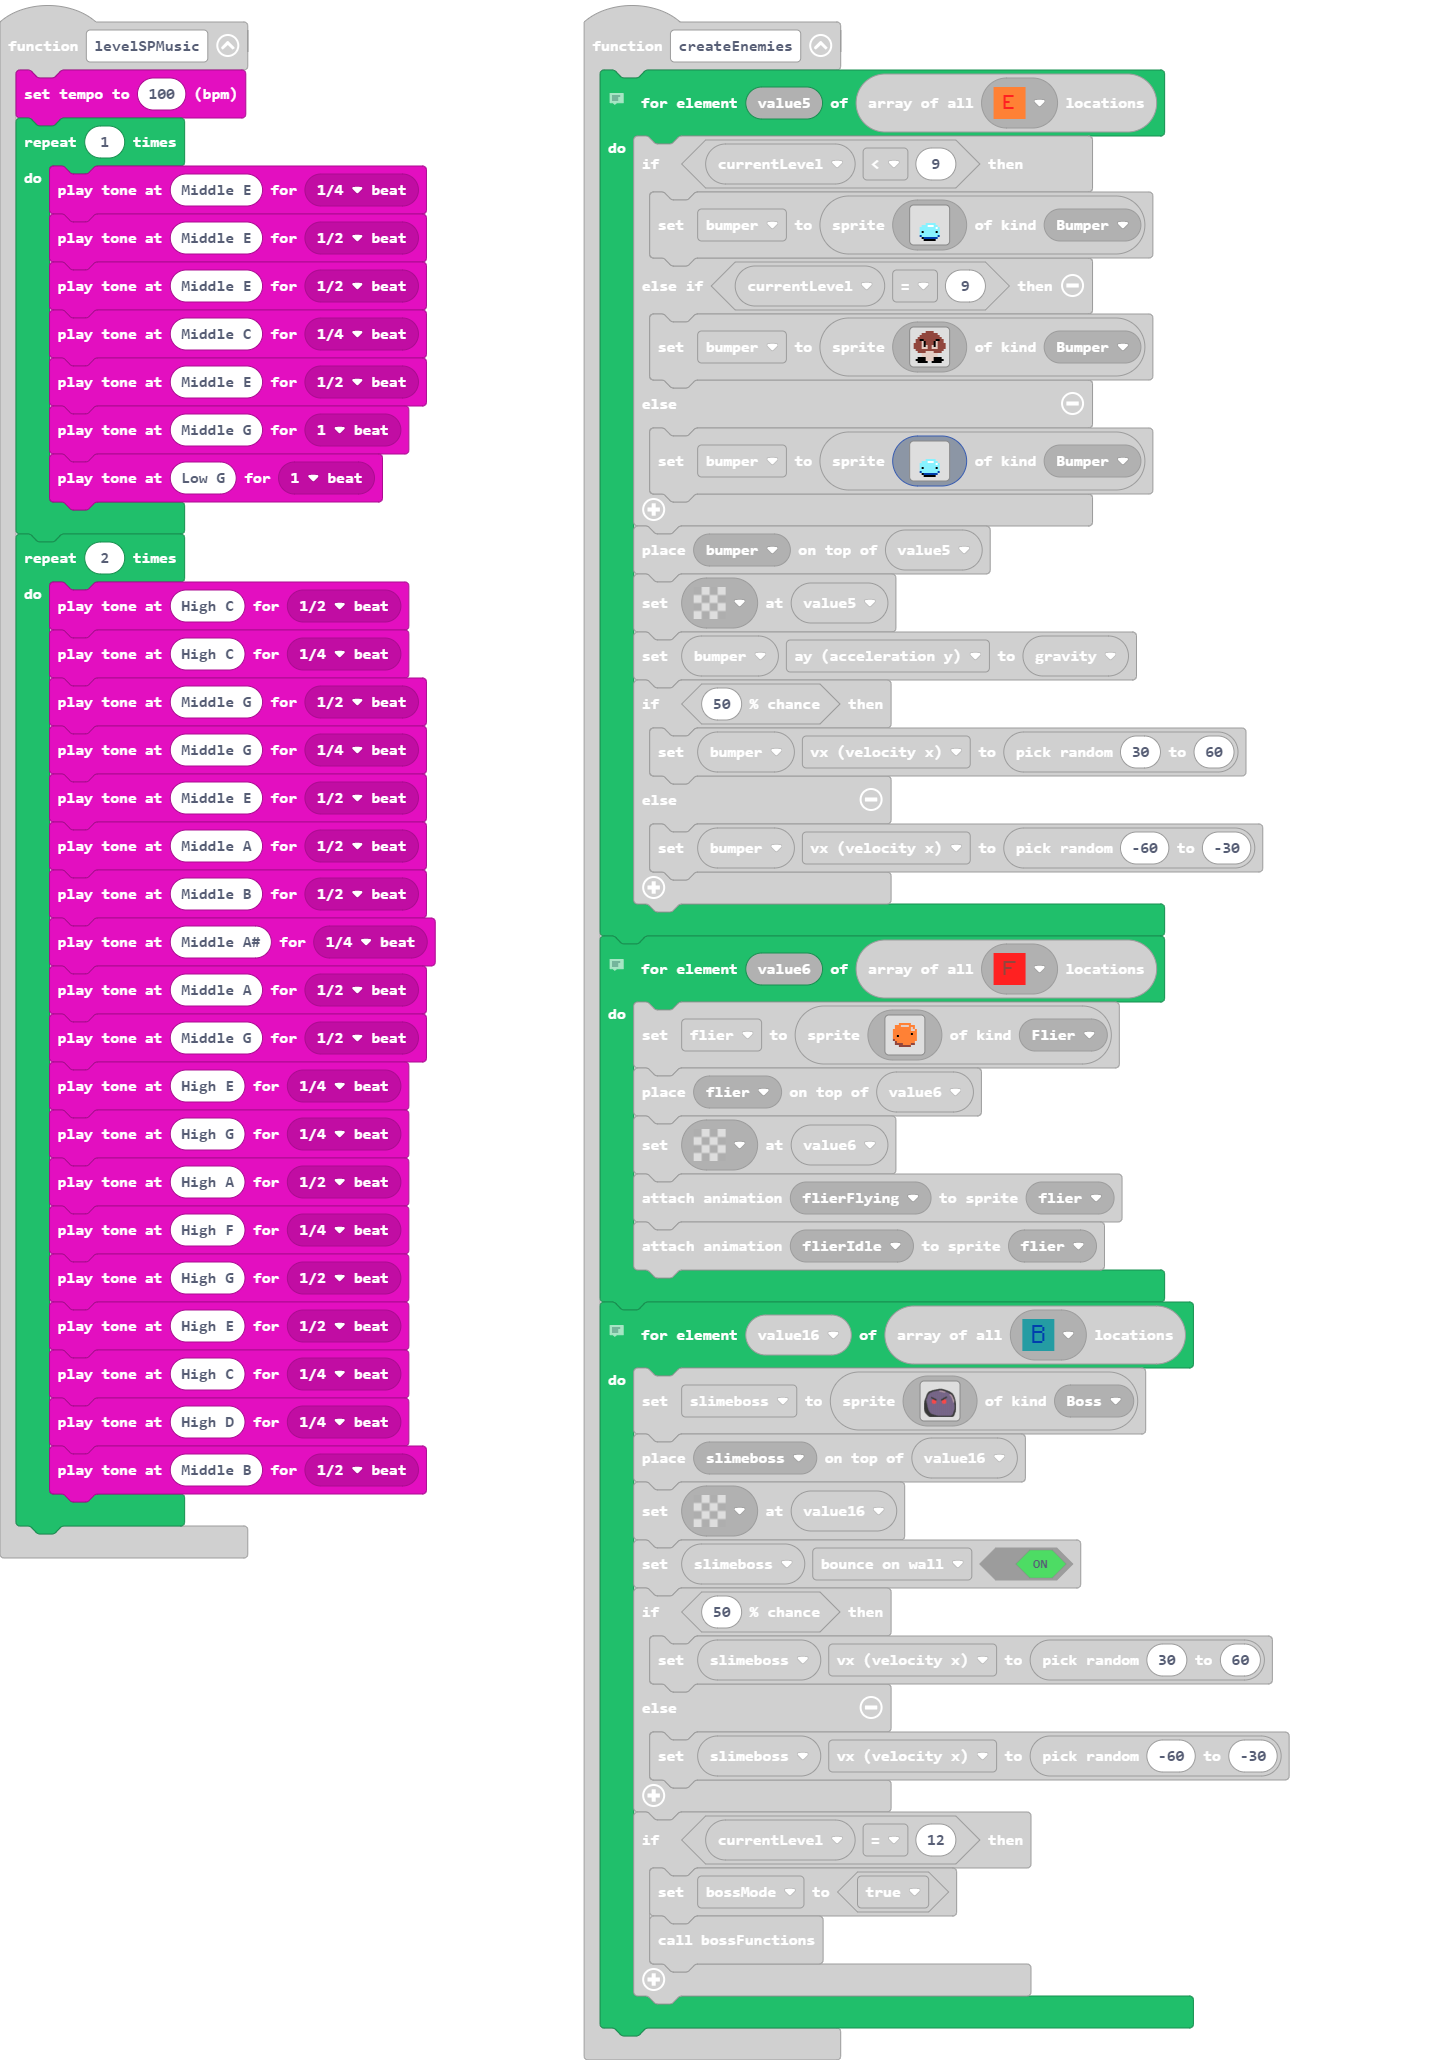 function levelSPMusic
set tempo to 100 (bpm)
repeat 1 times
do
play tone at Middle E for 1/4 beat
play tone at Middle E for 1/2 beat
play tone at Middle E for 1/2 beat
play tone at Middle C for 1/4 beat
play tone at Middle E for 1/2 beat
play tone at Middle G for 1 beat
play tone at Low G for 1 beat
repeat 2 times
do
play tone at High C for 1/2 beat
play tone at High C for 1/4 beat
play tone at Middle G for 1/2 beat
play tone at Middle G for 1/4 beat
play tone at Middle E for 1/2 beat
play tone at Middle A for 1/2 beat
play tone at Middle B for 1/2 beat
play tone at Middle A# for 1/4 beat
play tone at Middle A for 1/2 beat
play tone at Middle G for 1/2 beat
play tone at High E for 1/4 beat
play tone at High G for 1/4 beat
play tone at High A for 1/2 beat
play tone at High F for 1/4 beat
play tone at High G for 1/2 beat
play tone at High E for 1/2 beat
play tone at High C for 1/4 beat
play tone at High D for 1/4 beat
play tone at Middle B for 1/2 beat
function createEnemies
for element value5 of array of all E locations
do
if currentLevel < 9 then
set bumper to sprite of kind Bumper
else if currentLevel = 9 then
set bumper to sprite of kind Bumper
else
set bumper to sprite of kind Bumper
place bumper on top of value5
set at value5
set bumper ay (acceleration y) to gravity
if 50 % chance then
set bumper vx (velocity x) to pick random 30 to 60
else
set bumper vx (velocity x) to pick random -60 to -30
for element value6 of array of all F locations
do
set flier to sprite of kind Flier
place flier on top of value6
set at value6
attach animation flierFlying to sprite flier
attach animation flierIdle to sprite flier
for element value16 of array of all B locations
do
set slimeboss to sprite of kind Boss
place slimeboss on top of value16
set at value16
set slimeboss bounce on wall ON
if 50 % chance then
set slimeboss vx (velocity x) to pick random 30 to 60
else
set slimeboss vx (velocity x) to pick random -60 to -30
if currentLevel = 12 then
set bossMode to true
call bossFunctions